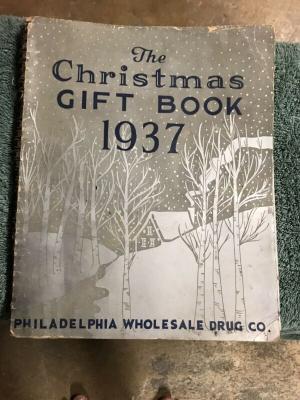 The
Christmas
GIFT BOOK
1937
PHILADELPHIA WHOLESALE DRUG CO.